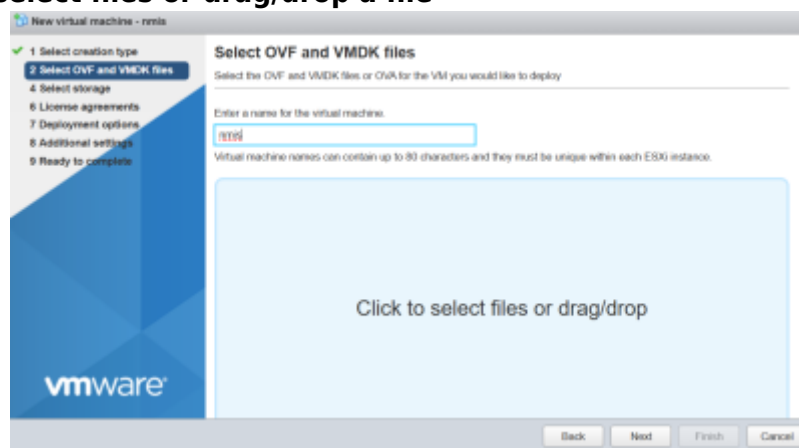 select files or drag/drop a file
New virtual machine - nmis
1 Select creation type
2 Select OVF and VMDK files
4 Select storage
6 License agreements
7 Deployment options
8 Additional settings
9 Ready to complete
vmware
Select OVF and VMDK files
Select the OVF and VMDK files or OVA for the VM you would like to deploy
Enter a name for the virtual machine.
nmis
Virtual machine names can contain up to 80 characters and they must be unique within each ESXi instance.
Click to select files or drag/drop
Back Next Finish Cancel